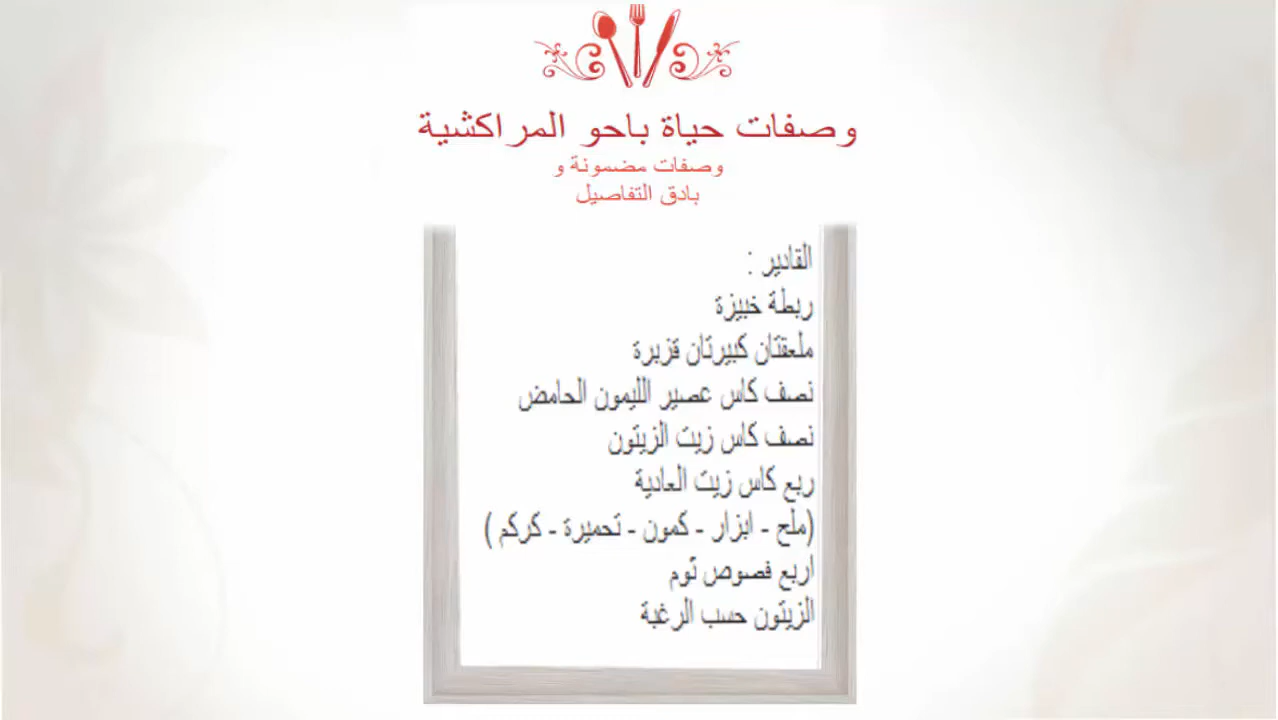 وصفات حياة باحو المراكشية
وصفات مضمونة و
بادق التفاصيل
القادير :
ربطة خبيزة
ملعقتان كبيرتان قزبرة
نصف كاس عصير الليمون الحامض
نصف كاس زيت الزيتون
ربع كاس زيت العادية
(ملح - ابزار - كمون - تحميرة - كركم )
اربع فصوص ثوم
الزيتون حسب الرغبة